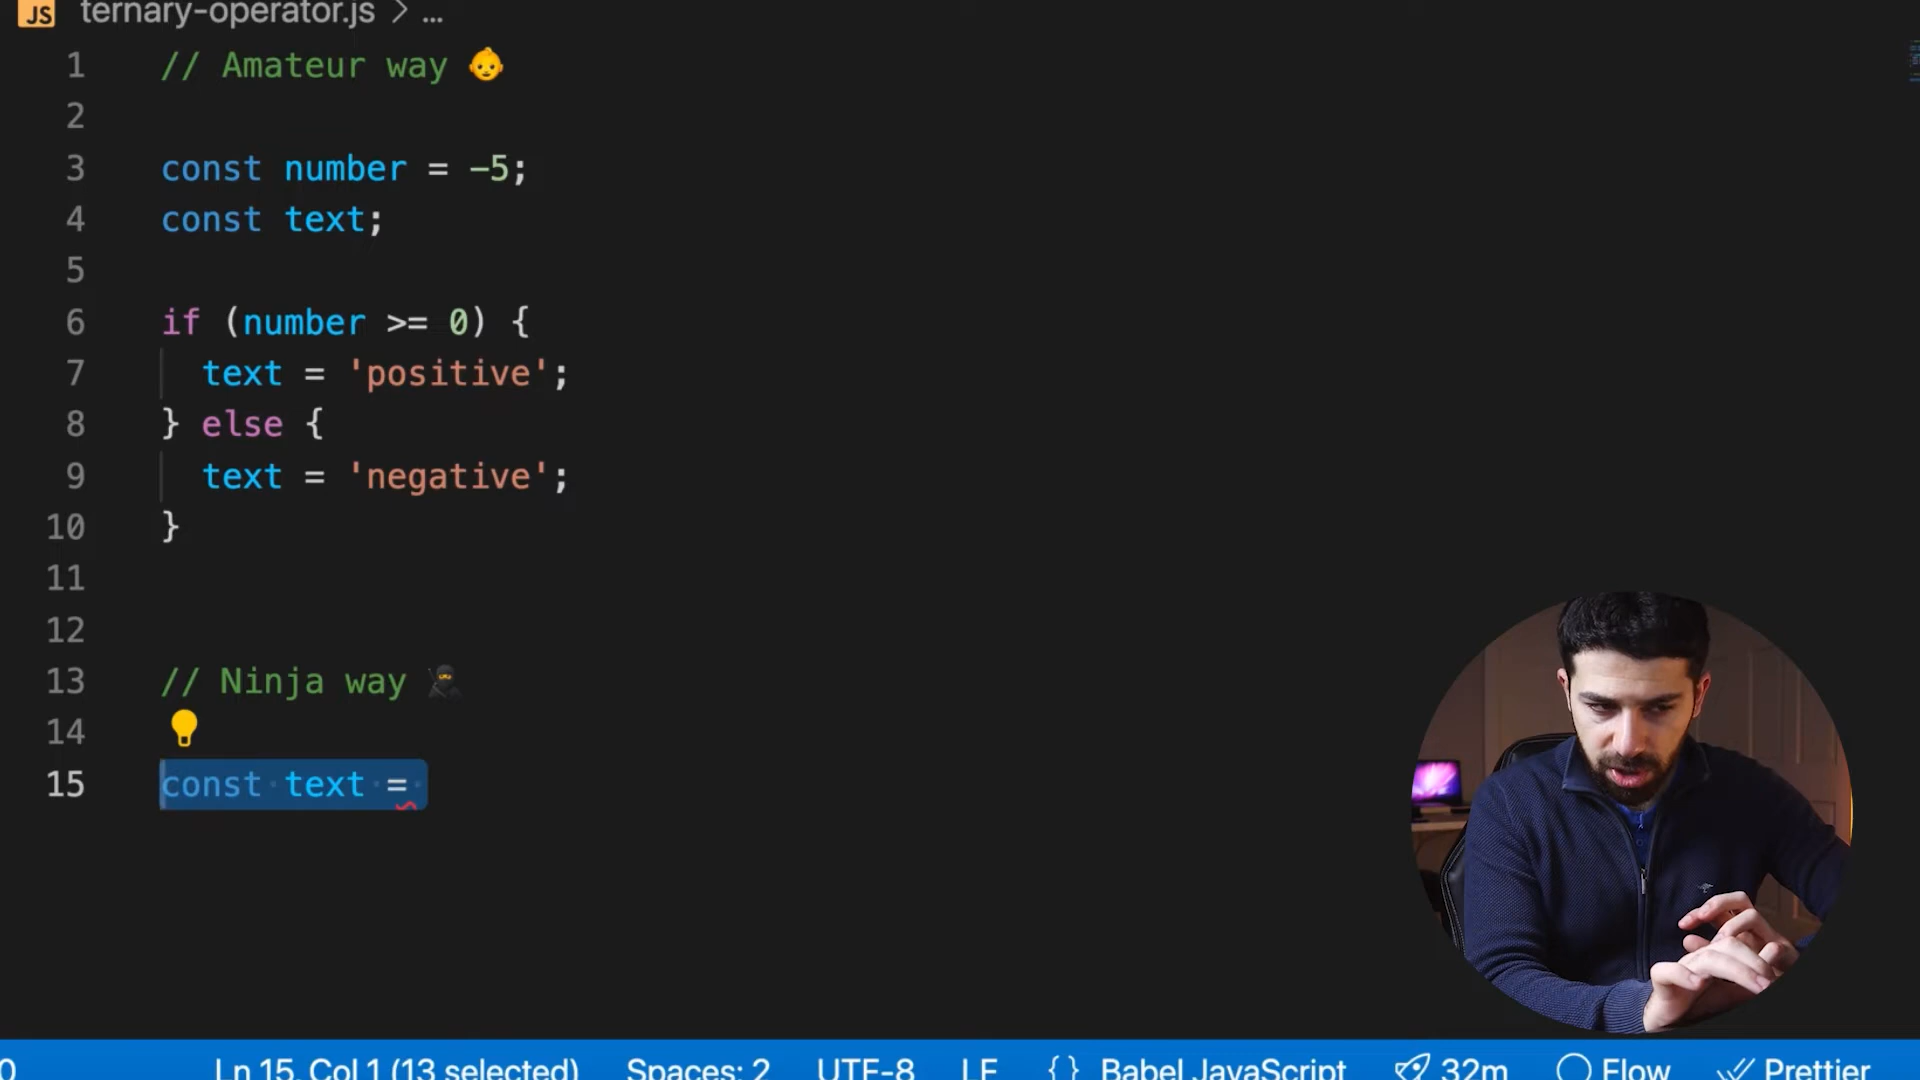 JS ternary-operator.js > ...
1 // Amateur way 👶
2
3 const number = -5;
4 const text;
5
6 if (number >= 0) {
7 text = 'positive';
8 } else {
9 text = 'negative';
10 }
11
12
13 // Ninja way 🥷
14
15 const text =
0 Ln 15, Col 1 (13 selected) Spaces: 2 UTF-8 LF {} Babel JavaScript 32m Flow Prettier